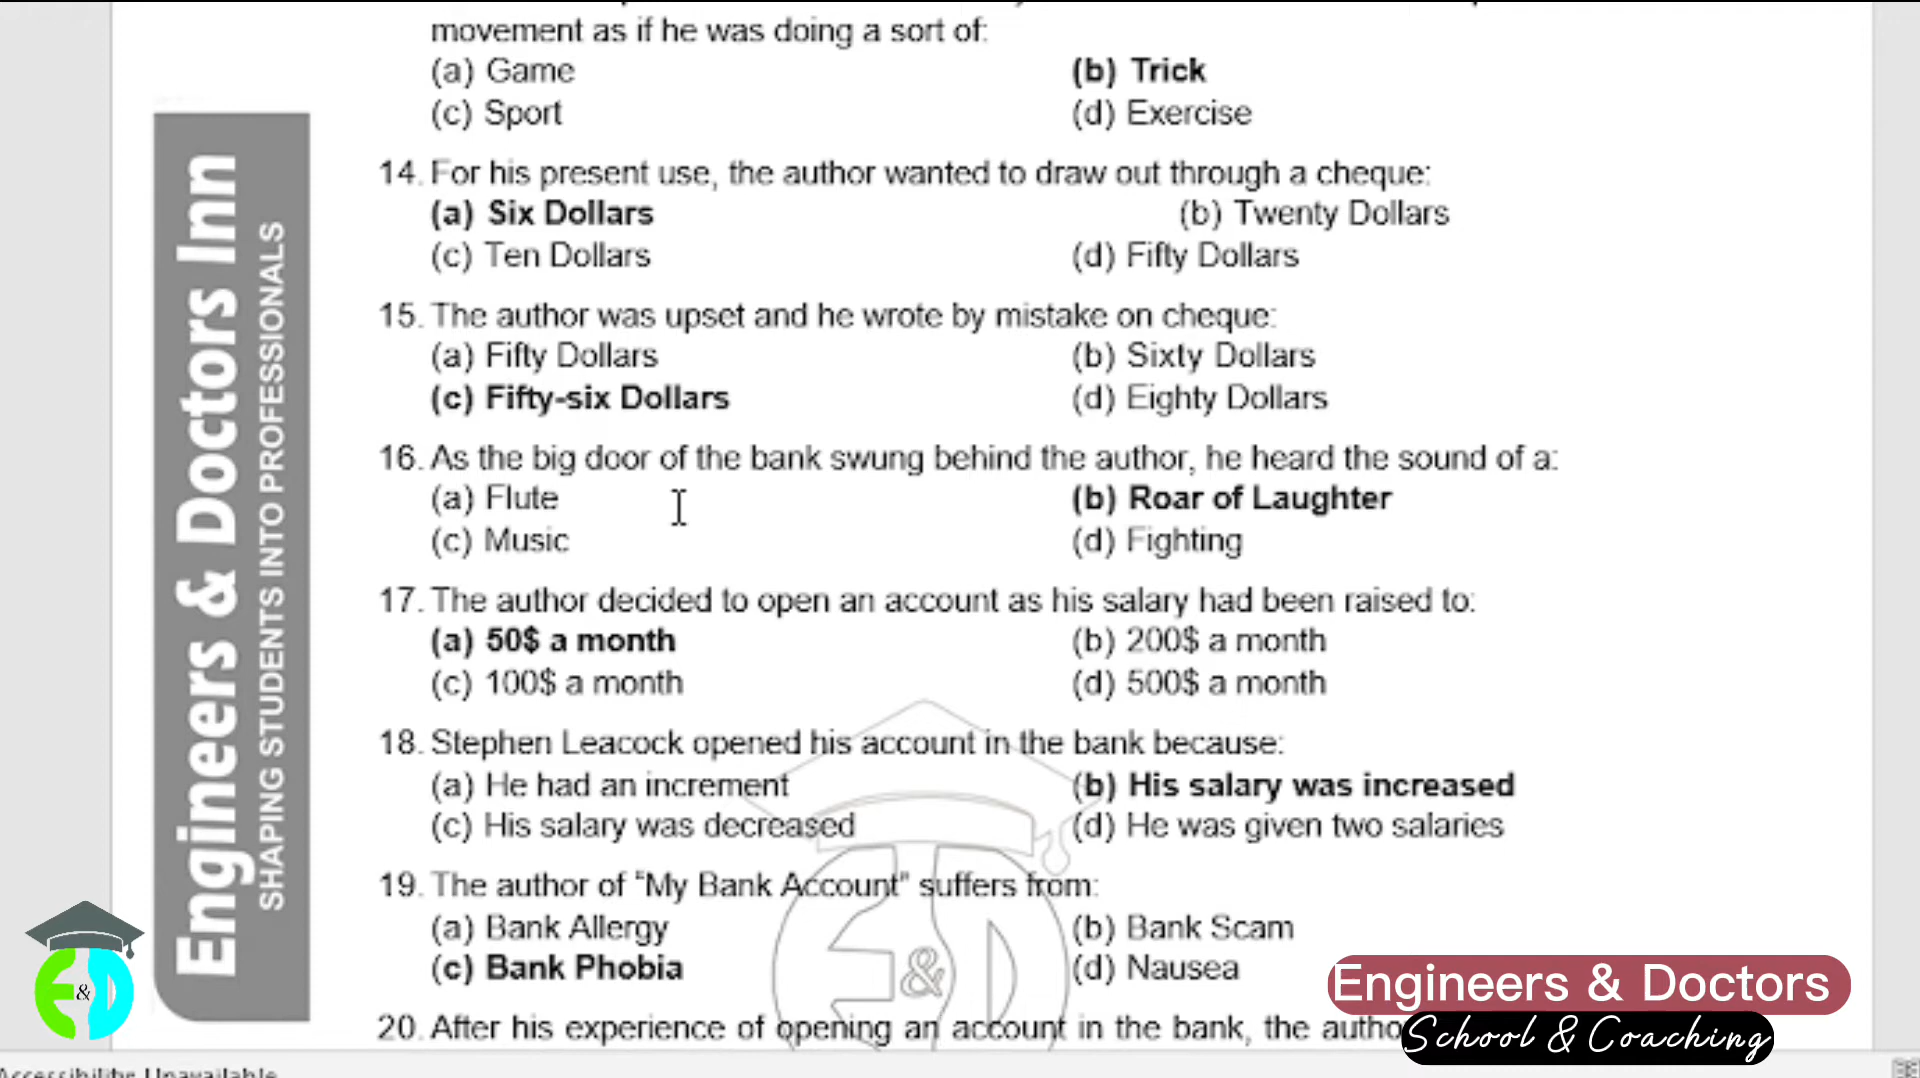 movement as if he was doing a sort of:
(a) Game (b) Trick
(c) Sport (d) Exercise
14. For his present use, the author wanted to draw out through a cheque:
(a) Six Dollars (b) Twenty Dollars
(c) Ten Dollars (d) Fifty Dollars
15. The author was upset and he wrote by mistake on cheque:
(a) Fifty Dollars (b) Sixty Dollars
(c) Fifty-six Dollars (d) Eighty Dollars
16. As the big door of the bank swung behind the author, he heard the sound of a:
(a) Flute (b) Roar of Laughter
(c) Music (d) Fighting
17. The author decided to open an account as his salary had been raised to:
(a) 50$ a month (b) 200$ a month
(c) 100$ a month (d) 500$ a month
18. Stephen Leacock opened his account in the bank because:
(a) He had an increment (b) His salary was increased
(c) His salary was decreased (d) He was given two salaries
19. The author of “My Bank Account” suffers from:
(a) Bank Allergy (b) Bank Scam
(c) Bank Phobia (d) Nausea
20. After his experience of opening an account in the bank, the autho
Engineers & Doctors Inn
SHAPING STUDENTS INTO PROFESSIONALS
E&D
E&D
Engineers & Doctors
School & Coaching
Accessibility: Unavailable